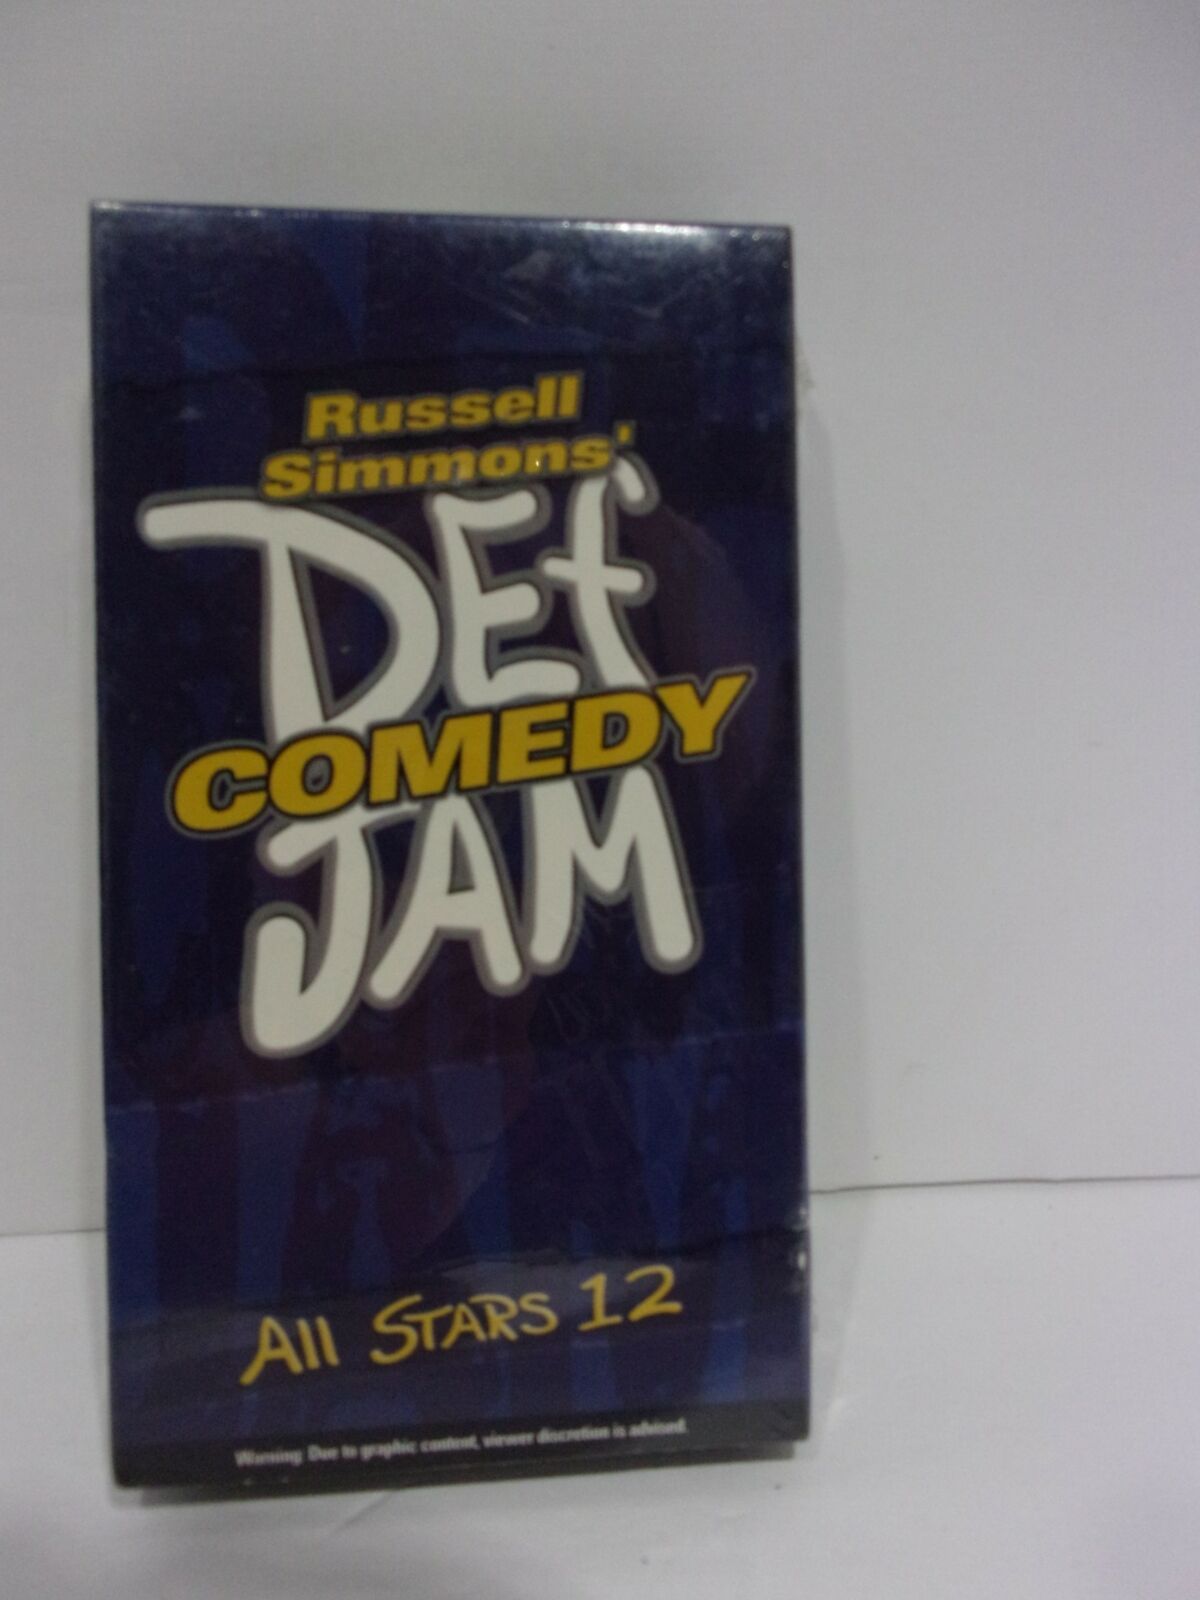 Russell
Simmons'
DEf
COMEDY
JAM
All STARS 12
Warning: Due to graphic content, viewer discretion is advised.